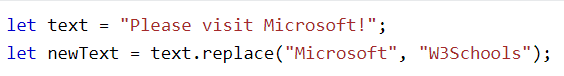 let text = "Please visit Microsoft!";
let newText = text.replace("Microsoft", "W3Schools");